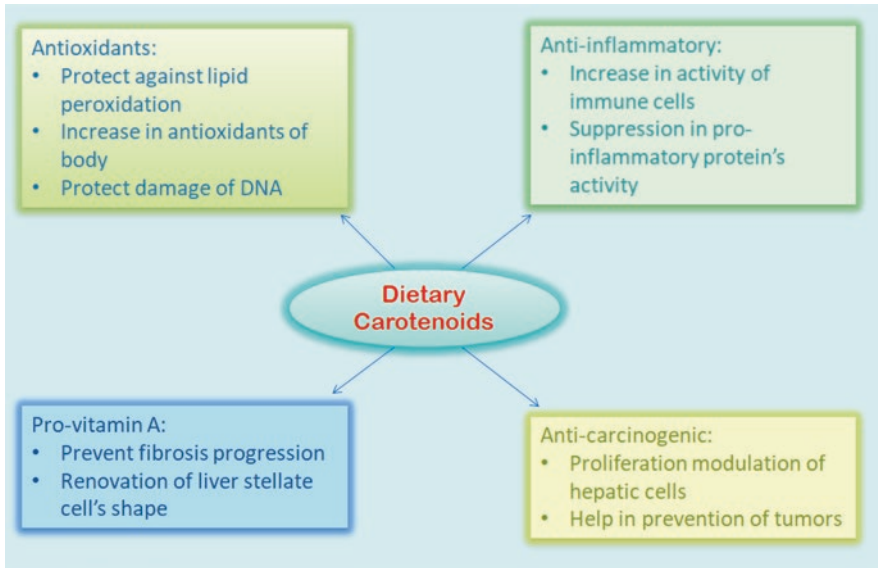 Antioxidants:
• Protect against lipid
peroxidation
• Increase in antioxidants of
body
• Protect damage of DNA
Anti-inflammatory:
• Increase in activity of
immune cells
• Suppression in pro-
inflammatory protein's
activity
Dietary
Carotenoids
Pro-vitamin A:
• Prevent fibrosis progression
• Renovation of liver stellate
cell's shape
Anti-carcinogenic:
• Proliferation modulation of
hepatic cells
• Help in prevention of tumors